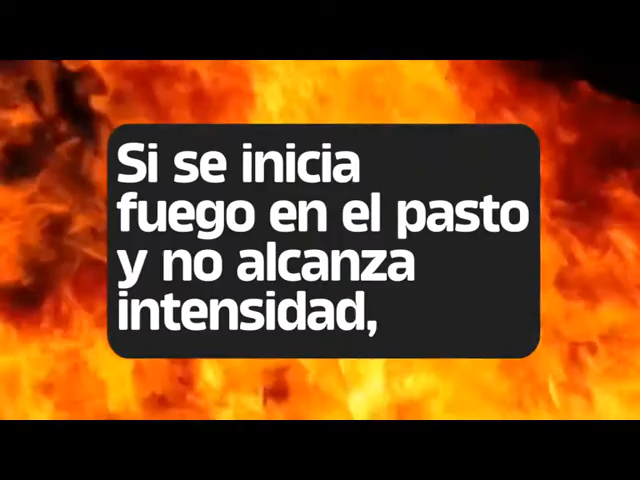 Si se inicia
fuego en el pasto
y no alcanza
intensidad,